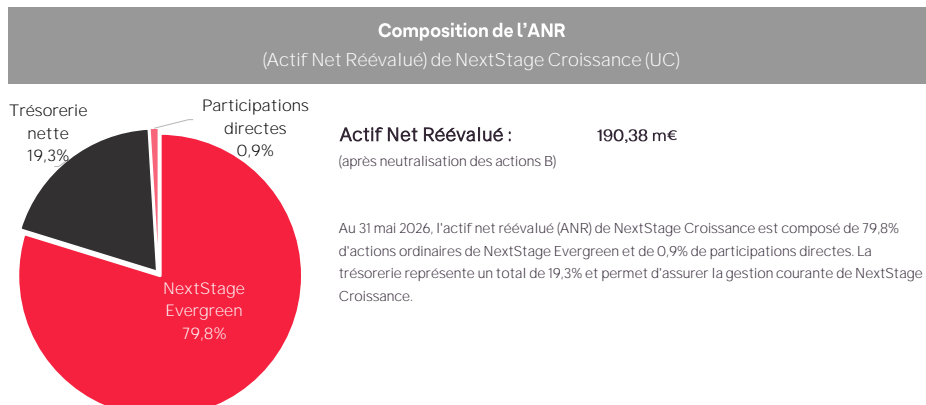 Composition de l'ANR
(Actif Net Réévalué) de NextStage Croissance (UC)
Trésorerie
nette
19,3%
Participations
directes
0,9%
NextStage
Evergreen
79,8%
Actif Net Réévalué : 190,38 m€
(après neutralisation des actions B)
Au 31 mai 2026, l'actif net réévalué (ANR) de NextStage Croissance est composé de 79,8%
d'actions ordinaires de NextStage Evergreen et de 0,9% de participations directes. La
trésorerie représente un total de 19,3% et permet d'assurer la gestion courante de NextStage
Croissance.